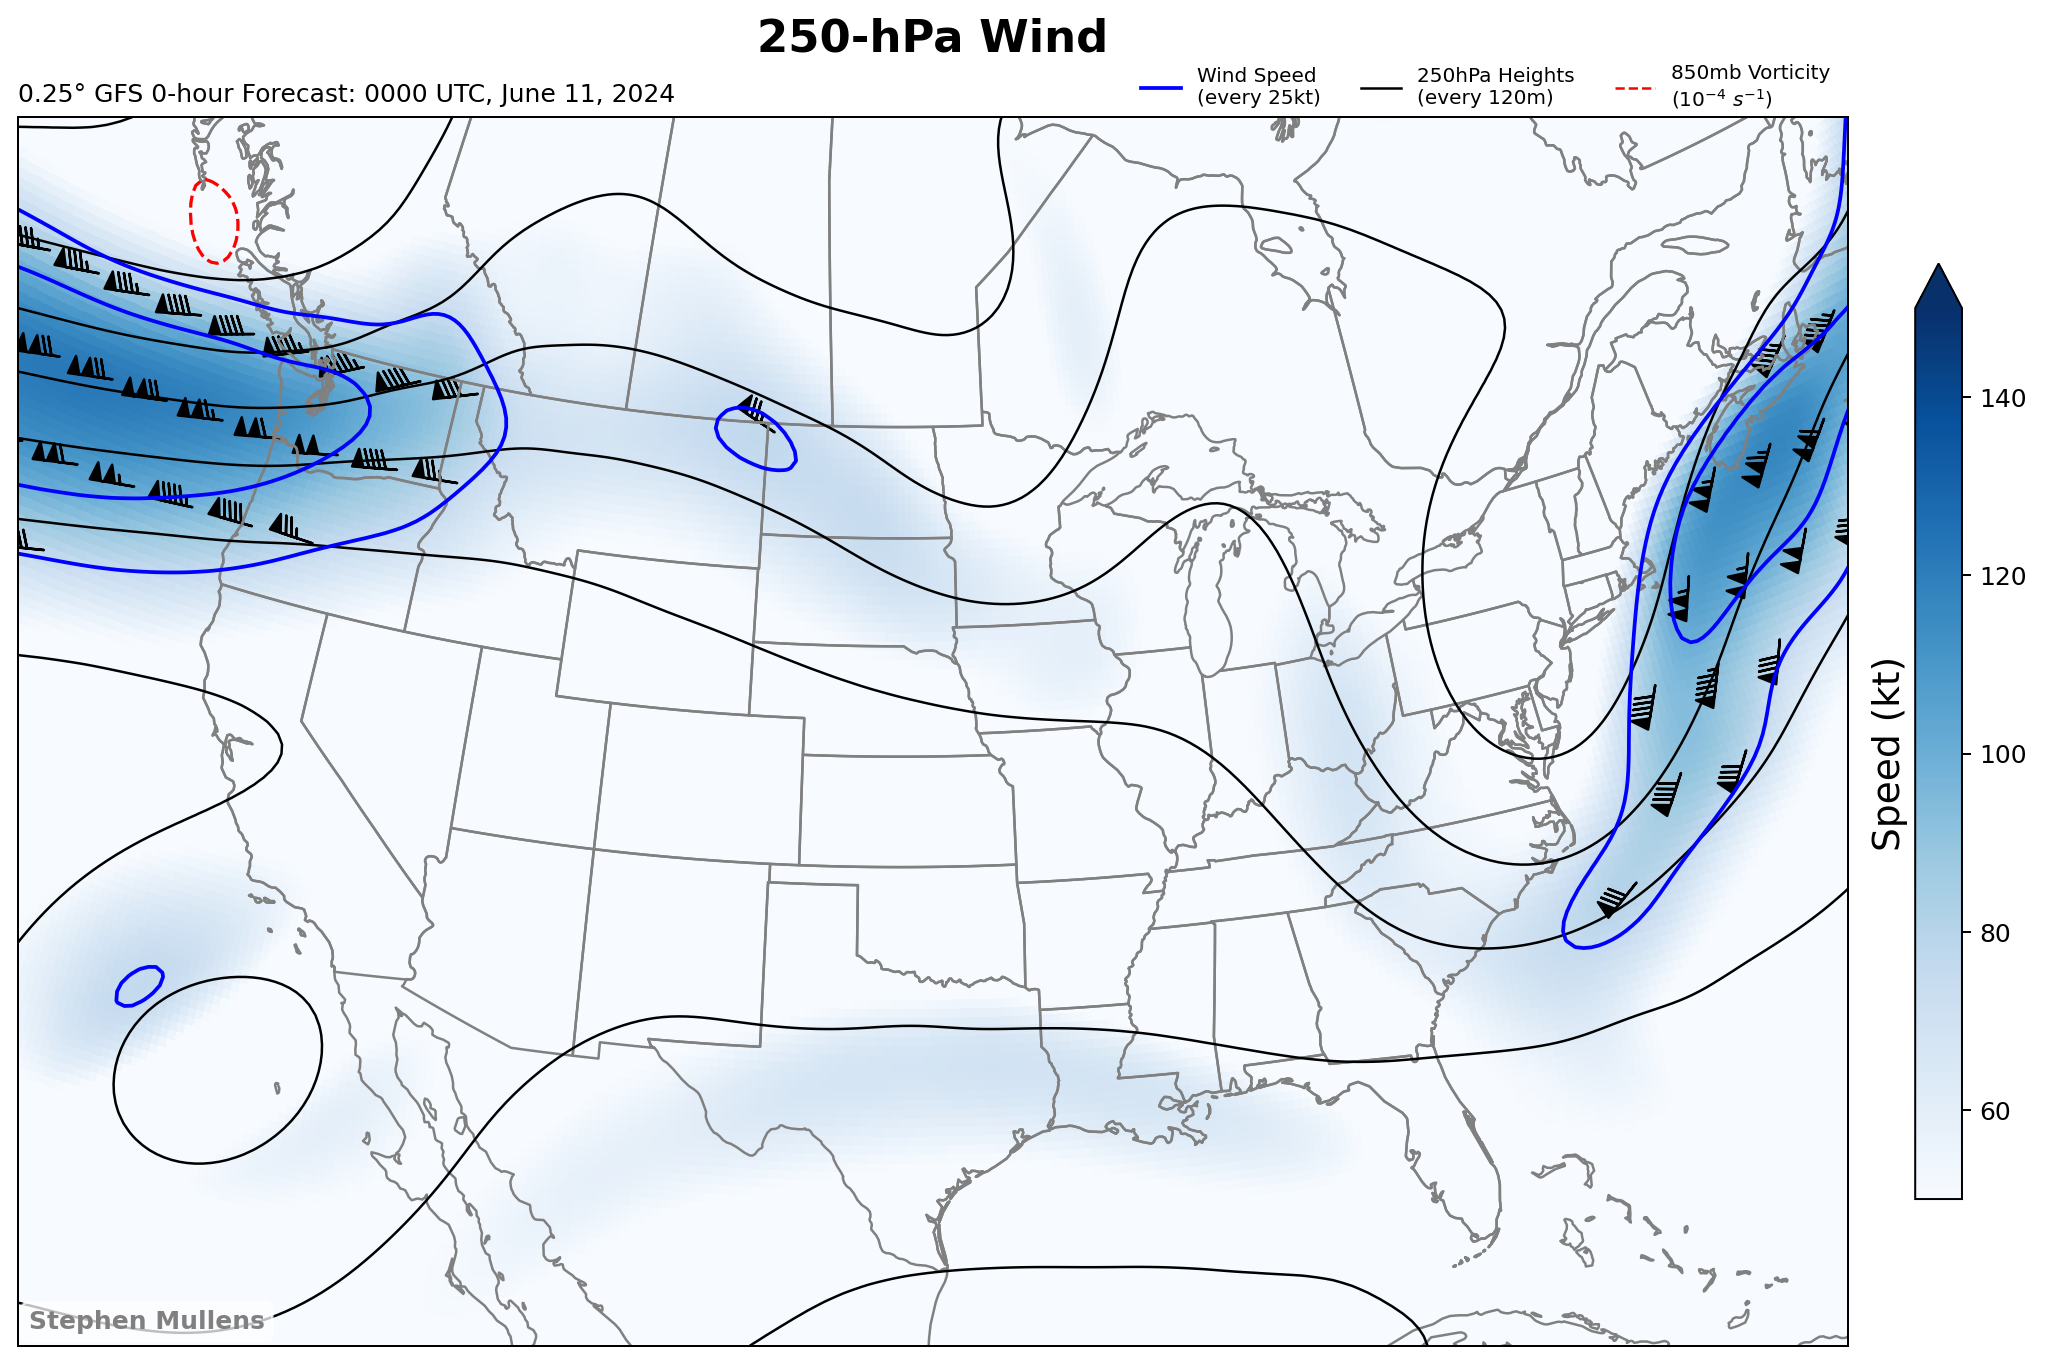 250-hPa Wind
0.25° GFS 0-hour Forecast: 0000 UTC, June 11, 2024
Wind Speed
(every 25kt)
250hPa Heights
(every 120m)
850mb Vorticity
(10⁻⁴ s⁻¹)
140
120
100
80
60
Speed (kt)
Stephen Mullens